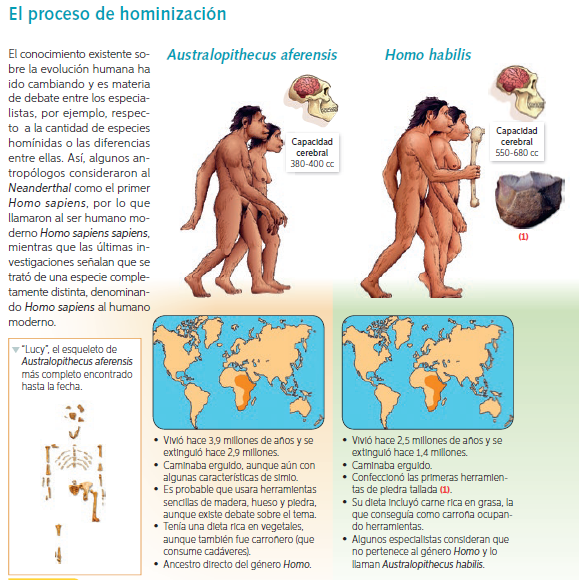 El proceso de hominización
El conocimiento existente so-
bre la evolución humana ha
ido cambiando y es materia
de debate entre los especia-
listas, por ejemplo, respec-
to a la cantidad de especies
homínidas o las diferencias
entre ellas. Así, algunos an-
tropólogos consideraron al
Neanderthal como el primer
Homo sapiens, por lo que
llamaron al ser humano mo-
derno Homo sapiens sapiens,
mientras que las últimas in-
vestigaciones señalan que se
trató de una especie comple-
tamente distinta, denominan-
do Homo sapiens al humano
moderno.
"Lucy", el esqueleto de
Australopithecus aferensis
más completo encontrado
hasta la fecha.
Australopithecus aferensis
Capacidad
cerebral
380-400 cc
• Vivió hace 3,9 millones de años y se
extinguió hace 2,9 millones.
• Caminaba erguido, aunque aún con
algunas características de simio.
• Es probable que usara herramientas
sencillas de madera, hueso y piedra,
aunque existe debate sobre el tema.
• Tenía una dieta rica en vegetales,
aunque también fue carroñero (que
consume cadáveres).
• Ancestro directo del género Homo.
Homo habilis
Capacidad
cerebral
550-680 cc
(1)
• Vivió hace 2,5 millones de años y se
extinguió hace 1,4 millones.
• Caminaba erguido.
• Confeccionó las primeras herramien-
tas de piedra tallada (1).
• Su dieta incluyó carne rica en grasa, la
que conseguía como carroña ocupan-
do herramientas.
• Algunos especialistas consideran que
no pertenece al género Homo y lo
llaman Australopithecus habilis.